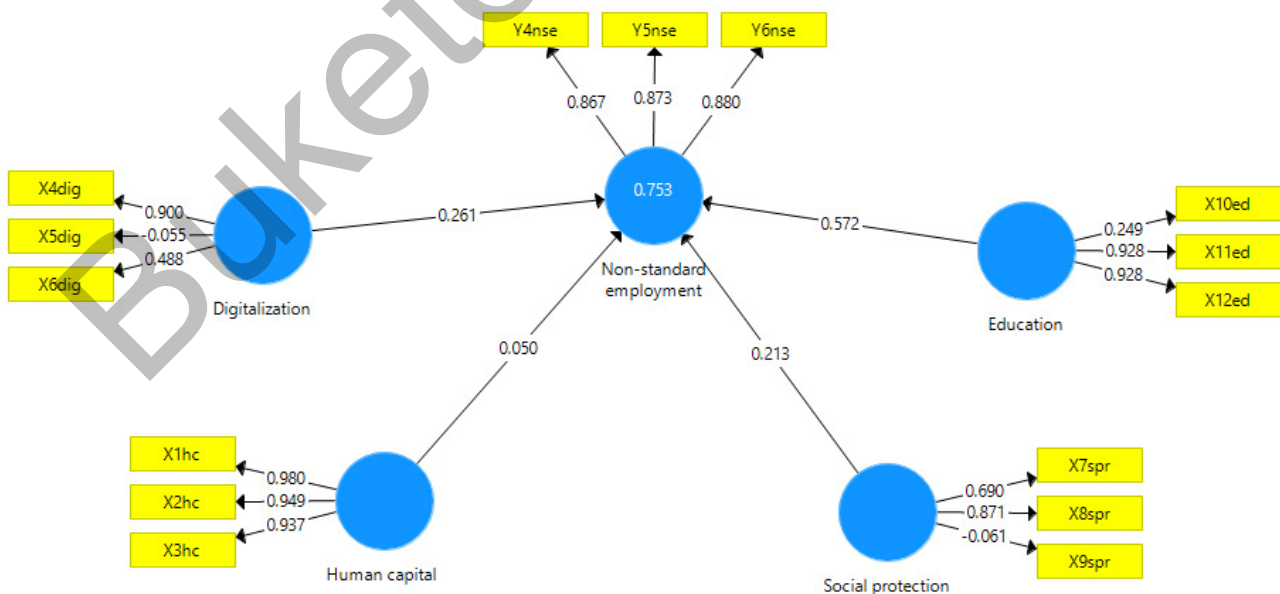 Y4nse
Y5nse
Y6nse
0.867
0.873
0.880
X4dig
X5dig
X6dig
0.900
-0.055
0.488
Digitalization
0.261
0.753
Non-standard
employment
0.572
X10ed
X11ed
X12ed
0.249
0.928
0.928
Education
0.050
0.213
X1hc
X2hc
X3hc
0.980
0.949
0.937
Human capital
X7spr
X8spr
X9spr
0.690
0.871
-0.061
Social protection
Buket